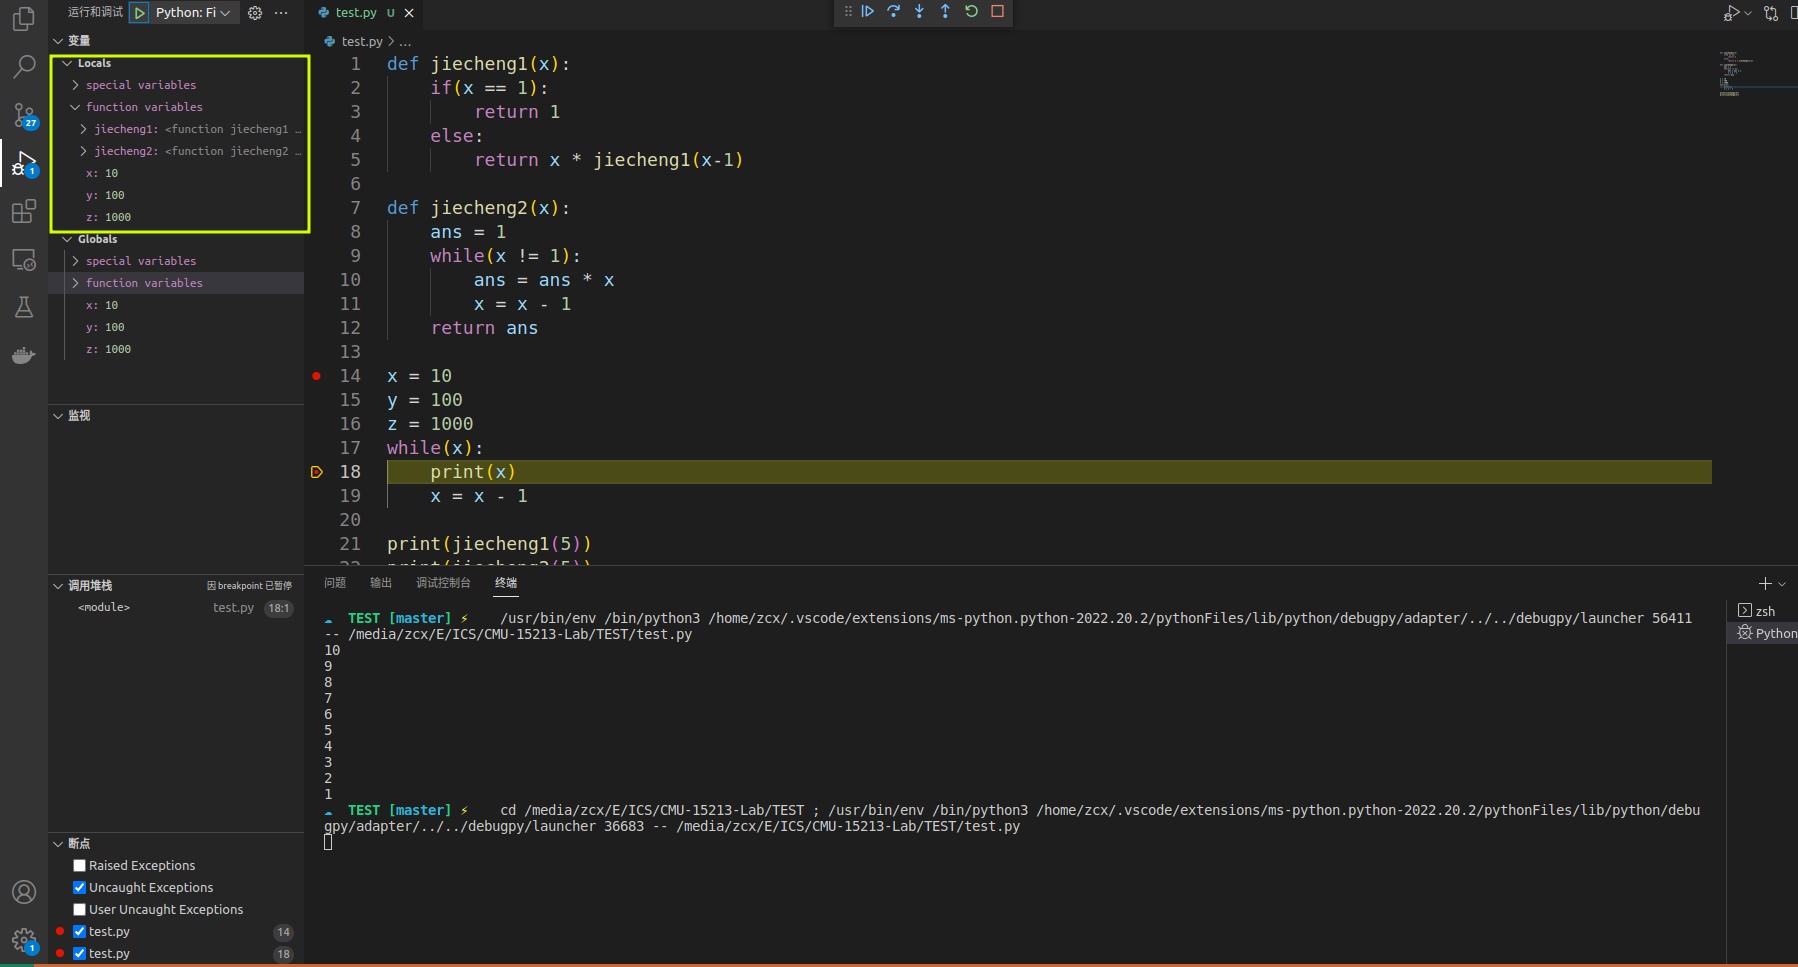 运行和调试 Python: Fi
变量
Locals
special variables
function variables
jiecheng1: <function jiecheng1 …
jiecheng2: <function jiecheng2 …
x: 10
y: 100
z: 1000
Globals
special variables
function variables
x: 10
y: 100
z: 1000
监视
调用堆栈 因 breakpoint 已暂停
<module> test.py 18:1
断点
Raised Exceptions
Uncaught Exceptions
User Uncaught Exceptions
test.py 14
test.py 18
27
1
1
test.py U
test.py > ...
1 def jiecheng1(x):
2 if(x == 1):
3 return 1
4 else:
5 return x * jiecheng1(x-1)
6
7 def jiecheng2(x):
8 ans = 1
9 while(x != 1):
10 ans = ans * x
11 x = x - 1
12 return ans
13
14 x = 10
15 y = 100
16 z = 1000
17 while(x):
18 print(x)
19 x = x - 1
20
21 print(jiecheng1(5))
22 print(jiecheng2(5))
问题 输出 调试控制台 终端
TEST [master] ⚡ /usr/bin/env /bin/python3 /home/zcx/.vscode/extensions/ms-python.python-2022.20.2/pythonFiles/lib/python/debugpy/adapter/../../debugpy/launcher 56411
-- /media/zcx/E/ICS/CMU-15213-Lab/TEST/test.py
10
9
8
7
6
5
4
3
2
1
TEST [master] ⚡ cd /media/zcx/E/ICS/CMU-15213-Lab/TEST ; /usr/bin/env /bin/python3 /home/zcx/.vscode/extensions/ms-python.python-2022.20.2/pythonFiles/lib/python/debu
gpy/adapter/../../debugpy/launcher 36683 -- /media/zcx/E/ICS/CMU-15213-Lab/TEST/test.py
zsh
Python